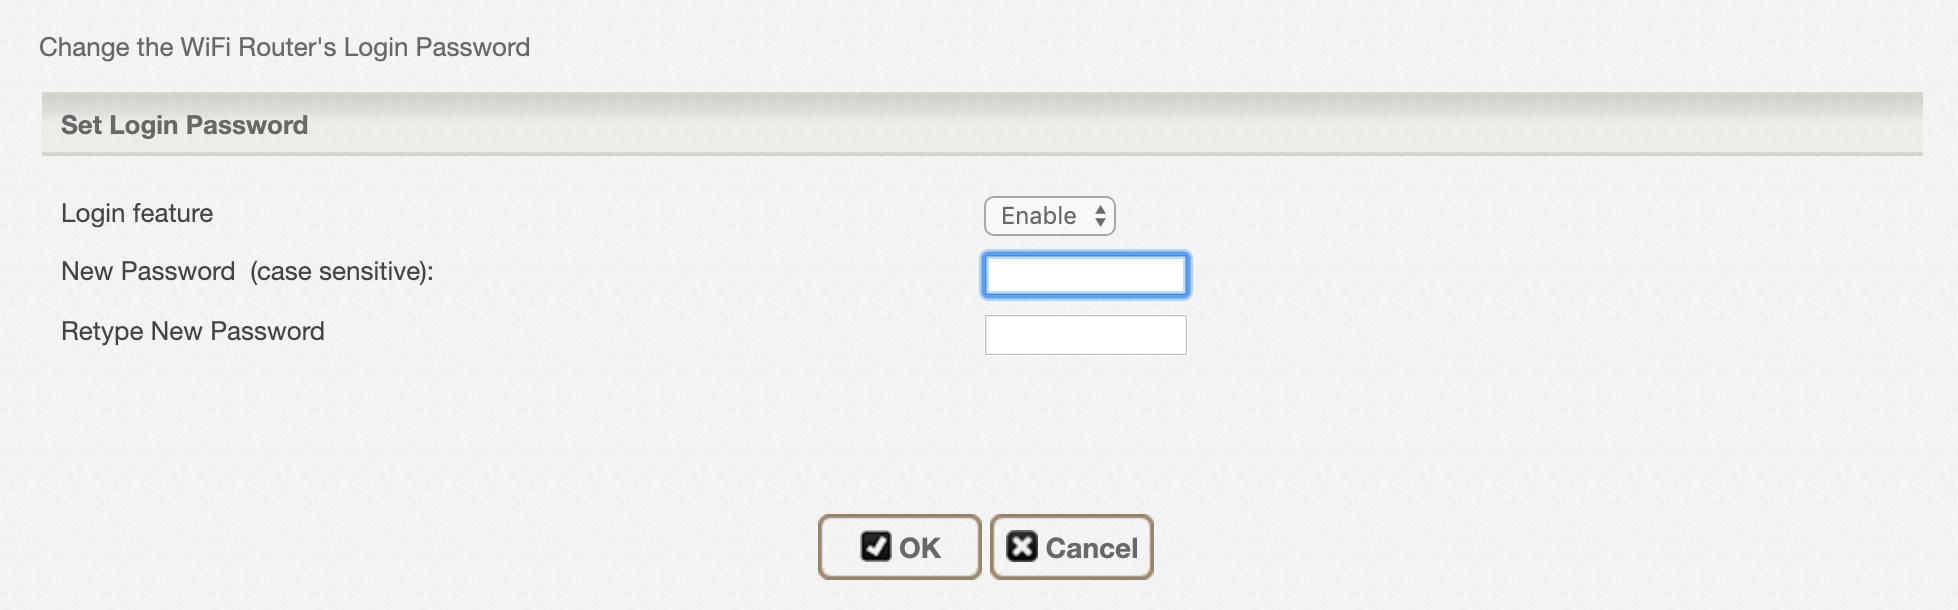 Change the WiFi Router's Login Password
Set Login Password
Login feature Enable
New Password (case sensitive):
Retype New Password
OK Cancel